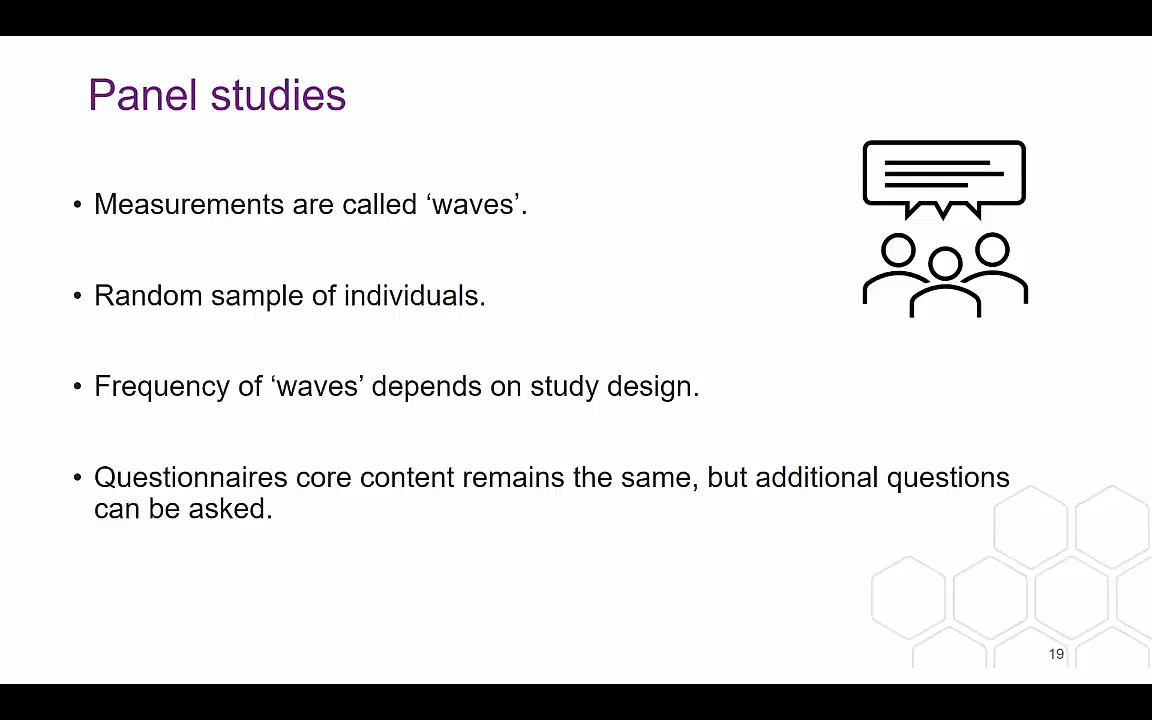 Panel studies
• Measurements are called ‘waves’.
• Random sample of individuals.
• Frequency of ‘waves’ depends on study design.
• Questionnaires core content remains the same, but additional questions
can be asked.
19